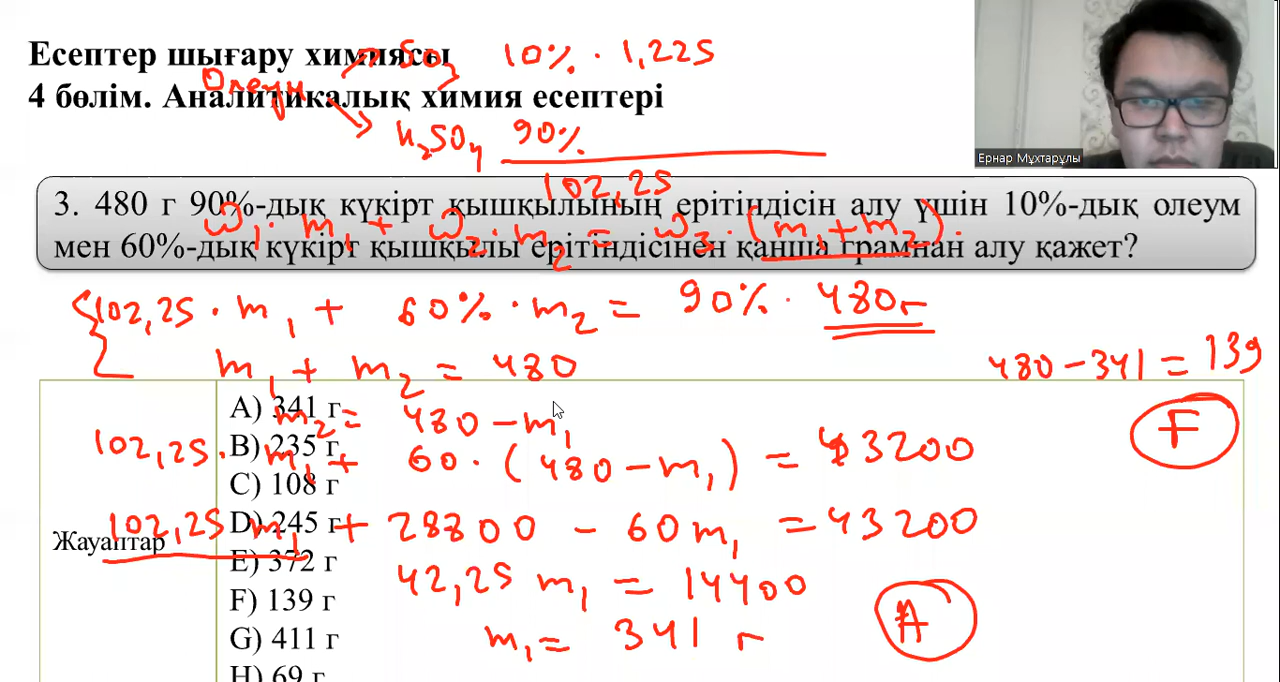 Есептер шығару химиясы
SO3 10% · 1,225
Олеум
4 бөлім. Аналитикалық химия есептері
H2SO4 90%
Ернар Мұхтарұлы
102,25
3. 480 г 90%-дық күкірт қышқылының ерітіндісін алу үшін 10%-дық олеум
ω1 · m1 + ω2 · m2 = ω3 · (m1 + m2)
мен 60%-дық күкірт қышқылы ерітіндісінен қанша грамнан алу қажет?
102,25 · m1 + 60% · m2 = 90% · 480г
m1 + m2 = 480
480 – 341 = 139
A) 341 г
m2 = 480 – m1
F
B) 235 г
102,25 · m1 + 60 · (480 – m1) = 43200
C) 108 г
D) 245 г
102,25 m1 + 28800 – 60m1 = 43200
Жауаптар
E) 372 г
42,25 m1 = 14400
F) 139 г
A
G) 411 г
m1 = 341 г
H) 69 г